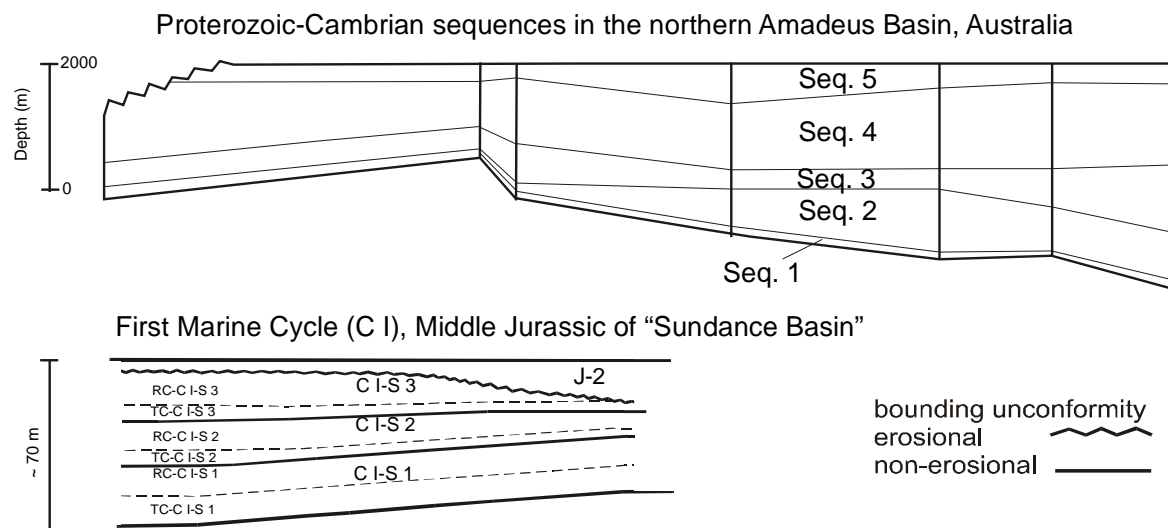 Proterozoic-Cambrian sequences in the northern Amadeus Basin, Australia
2000
Depth (m)
0
Seq. 5
Seq. 4
Seq. 3
Seq. 2
Seq. 1
First Marine Cycle (C I), Middle Jurassic of “Sundance Basin”
~ 70 m
J-2
C I-S 3
RC-C I-S 3
TC-C I-S 3
C I-S 2
RC-C I-S 2
TC-C I-S 2
RC-C I-S 1
C I-S 1
TC-C I-S 1
bounding unconformity
erosional
non-erosional